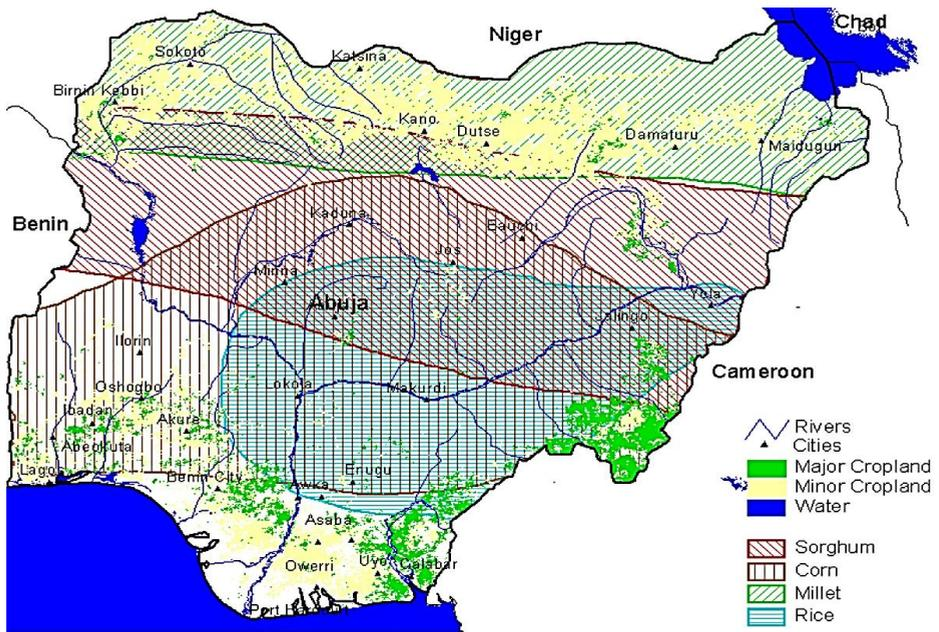 Chad
Niger
Sokoto
Katsina
Birnin Kebbi
Kano
Dutse
Damaturu
Maidugun
Benin
Kaduna
Bauchi
Jos
Minna
Abuja
Yola
Jalingo
Ilorin
Cameroon
Oshogbo
Lokoja
Makurdi
Ibadan
Akure
Abeokuta
Lagos
Benin-City
Erugu
Awka
Asaba
Owerri
Uyo
Calabar
Port Harcourt
Rivers
Cities
Major Cropland
Minor Cropland
Water
Sorghum
Corn
Millet
Rice